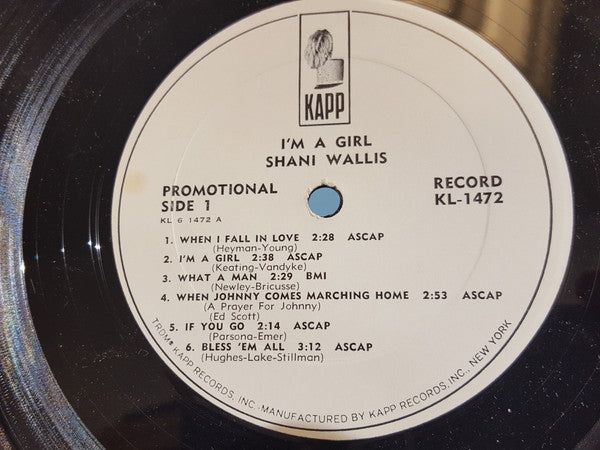 KAPP
I'M A GIRL
SHANI WALLIS
PROMOTIONAL
SIDE 1
KL 6 1472 A
RECORD
KL-1472
1. WHEN I FALL IN LOVE 2:28 ASCAP
(Heyman-Young)
2. I'M A GIRL 2:38 ASCAP
(Keating-Vandyke)
3. WHAT A MAN 2:29 BMI
(Newley-Bricusse)
4. WHEN JOHNNY COMES MARCHING HOME 2:53 ASCAP
(A Prayer For Johnny)
(Ed Scott)
5. IF YOU GO 2:14 ASCAP
(Parsona-Emer)
6. BLESS 'EM ALL 3:12 ASCAP
(Hughes-Lake-Stillman)
TRDM® KAPP RECORDS, INC.-MANUFACTURED BY KAPP RECORDS, INC., NEW YORK